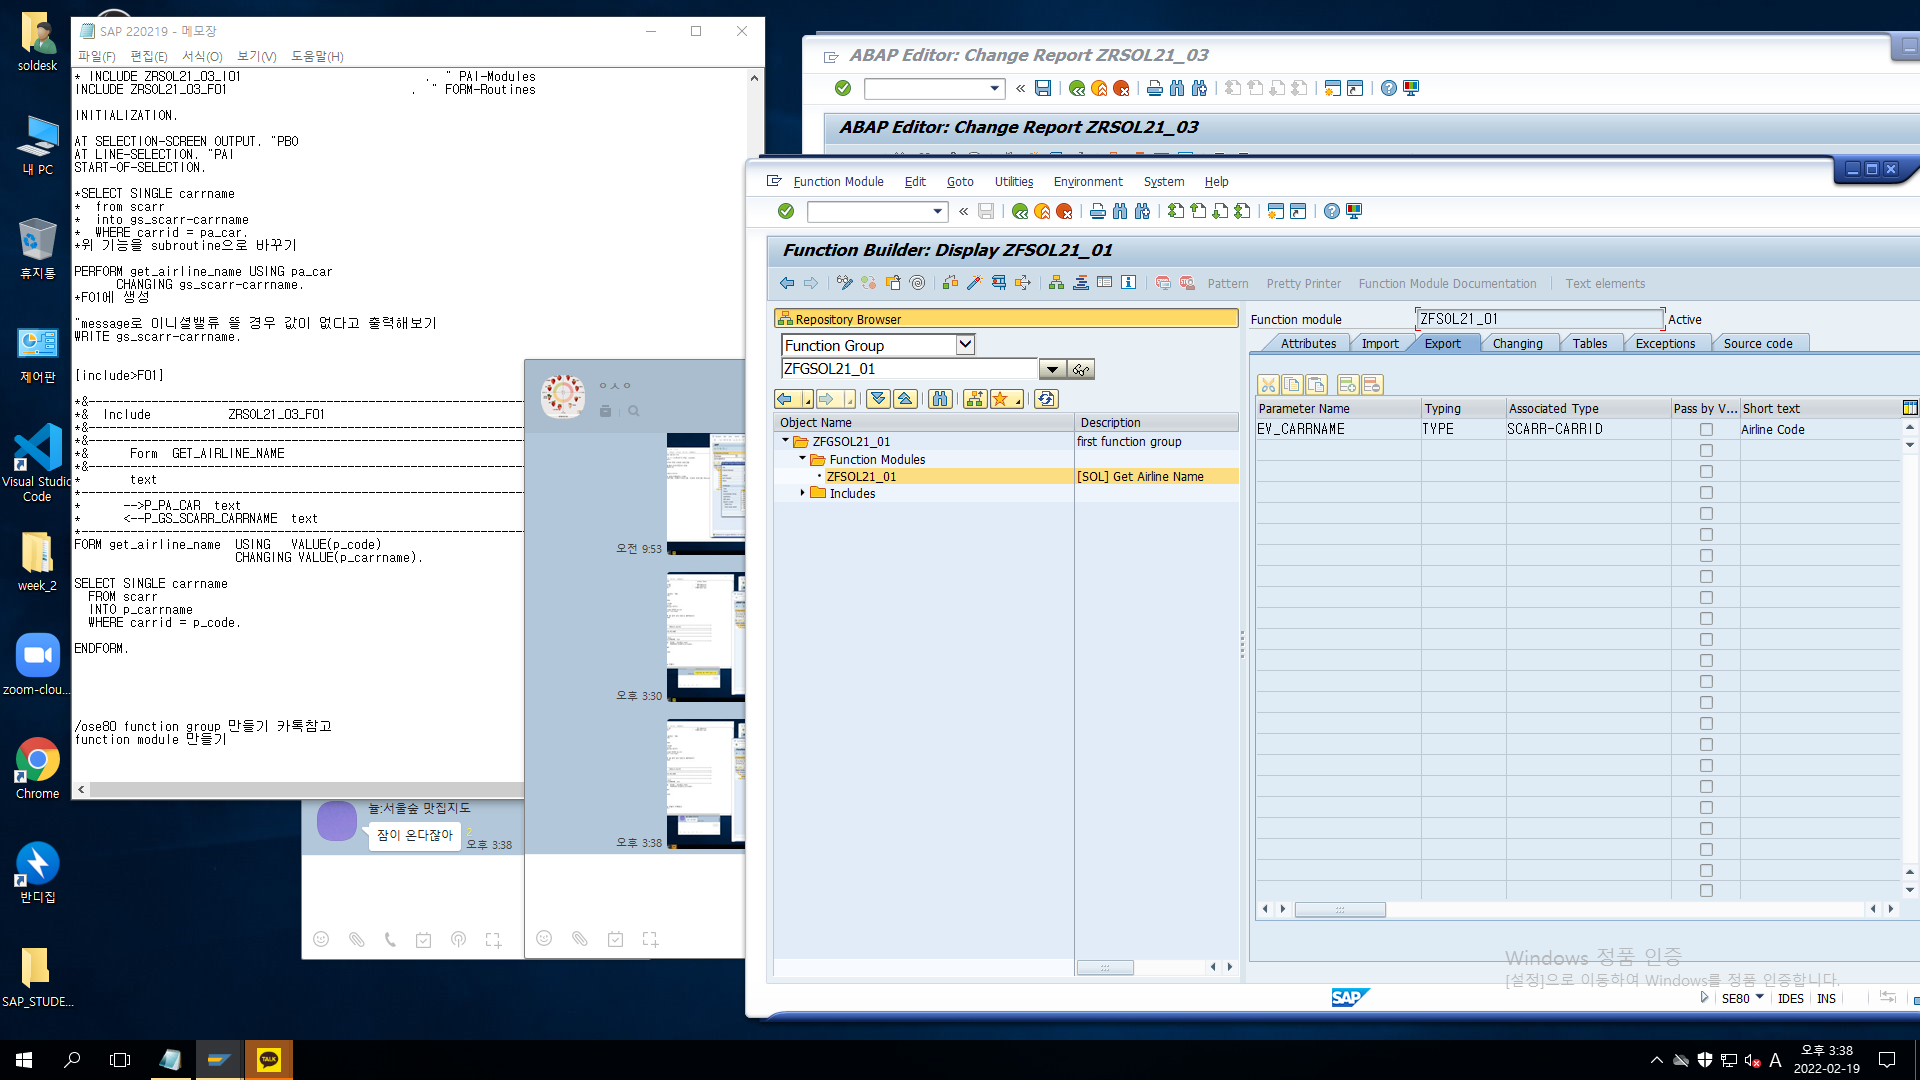 soldesk
내 PC
휴지통
제어판
Visual Studio Code
week_2
zoom-clou...
Chrome
반디집
SAP_STUDE...
SAP 220219 - 메모장
파일(F) 편집(E) 서식(O) 보기(V) 도움말(H)
* INCLUDE ZRSOL21_03_I01 . " PAI-Modules
INCLUDE ZRSOL21_03_F01 . " FORM-Routines
INITIALIZATION.
AT SELECTION-SCREEN OUTPUT. "PBO
AT LINE-SELECTION. "PAI
START-OF-SELECTION.
*SELECT SINGLE carrname
* from scarr
* into gs_scarr-carrname
* WHERE carrid = pa_car.
*위 기능을 subroutine으로 바꾸기
PERFORM get_airline_name USING pa_car
CHANGING gs_scarr-carrname.
*F01에 생성
"message로 이니셜밸류 뜰 경우 값이 없다고 출력해보기
WRITE gs_scarr-carrname.
[include>F01]
*&---------------------------------------------------------------
*& Include ZRSOL21_03_F01
*&---------------------------------------------------------------
*&---------------------------------------------------------------
*& Form GET_AIRLINE_NAME
*&---------------------------------------------------------------
* text
*----------------------------------------------------------------
* -->P_PA_CAR text
* <--P_GS_SCARR_CARRNAME text
*----------------------------------------------------------------
FORM get_airline_name USING VALUE(p_code)
CHANGING VALUE(p_carrname).
SELECT SINGLE carrname
FROM scarr
INTO p_carrname
WHERE carrid = p_code.
ENDFORM.
/ose80 function group 만들기 카톡참고
function module 만들기
ㅇㅅㅇ
오전 9:53
오후 3:30
오후 3:38
듈:서울숲 맛집지도
잠이 온다잖아
2
오후 3:38
ABAP Editor: Change Report ZRSOL21_03
ABAP Editor: Change Report ZRSOL21_03
Function Module Edit Goto Utilities Environment System Help
Function Builder: Display ZFSOL21_01
Pattern Pretty Printer Function Module Documentation Text elements
Repository Browser
Function Group
ZFGSOL21_01
Object Name Description
ZFGSOL21_01 first function group
Function Modules
ZFSOL21_01 [SOL] Get Airline Name
Includes
Function module ZFSOL21_01 Active
Attributes Import Export Changing Tables Exceptions Source code
Parameter Name Typing Associated Type Pass by V... Short text
EV_CARRNAME TYPE SCARR-CARRID Airline Code
Windows 정품 인증
[설정]으로 이동하여 Windows를 정품 인증합니다.
SAP
SE80 IDES INS
TALK
A
오후 3:38
2022-02-19